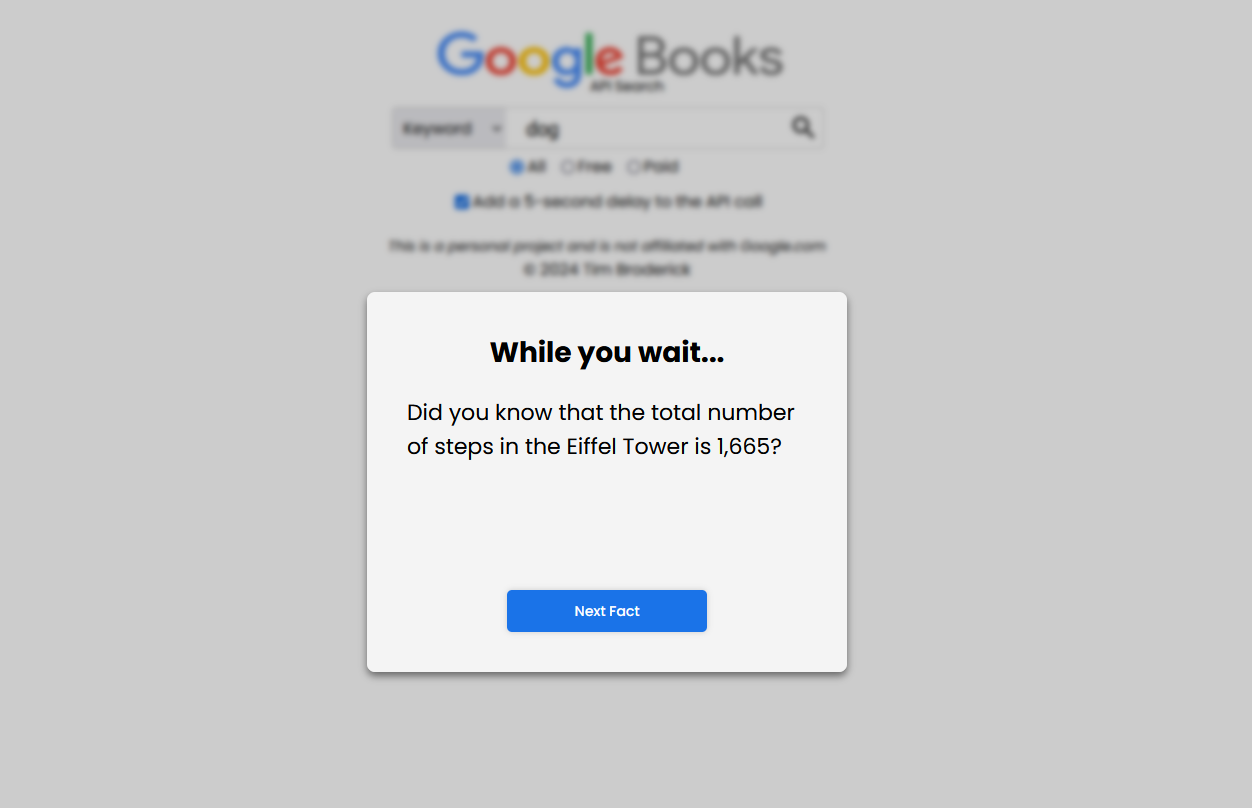 Google Books
API Search
Keyword
dog
All Free Paid
Add a 5-second delay to the API call
This is a personal project and is not affiliated with Google.com
© 2024 Tim Broderick
While you wait...
Did you know that the total number
of steps in the Eiffel Tower is 1,665?
Next Fact